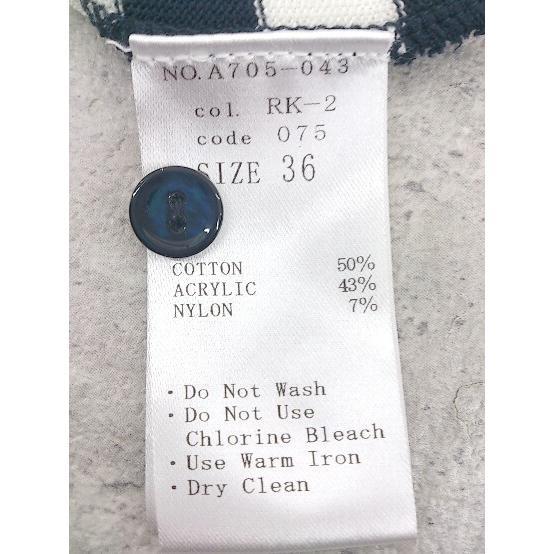 NO. A705-043
col. RK-2
code 075
SIZE 36
COTTON 50%
ACRYLIC 43%
NYLON 7%
・Do Not Wash
・Do Not Use
Chlorine Bleach
・Use Warm Iron
・Dry Clean